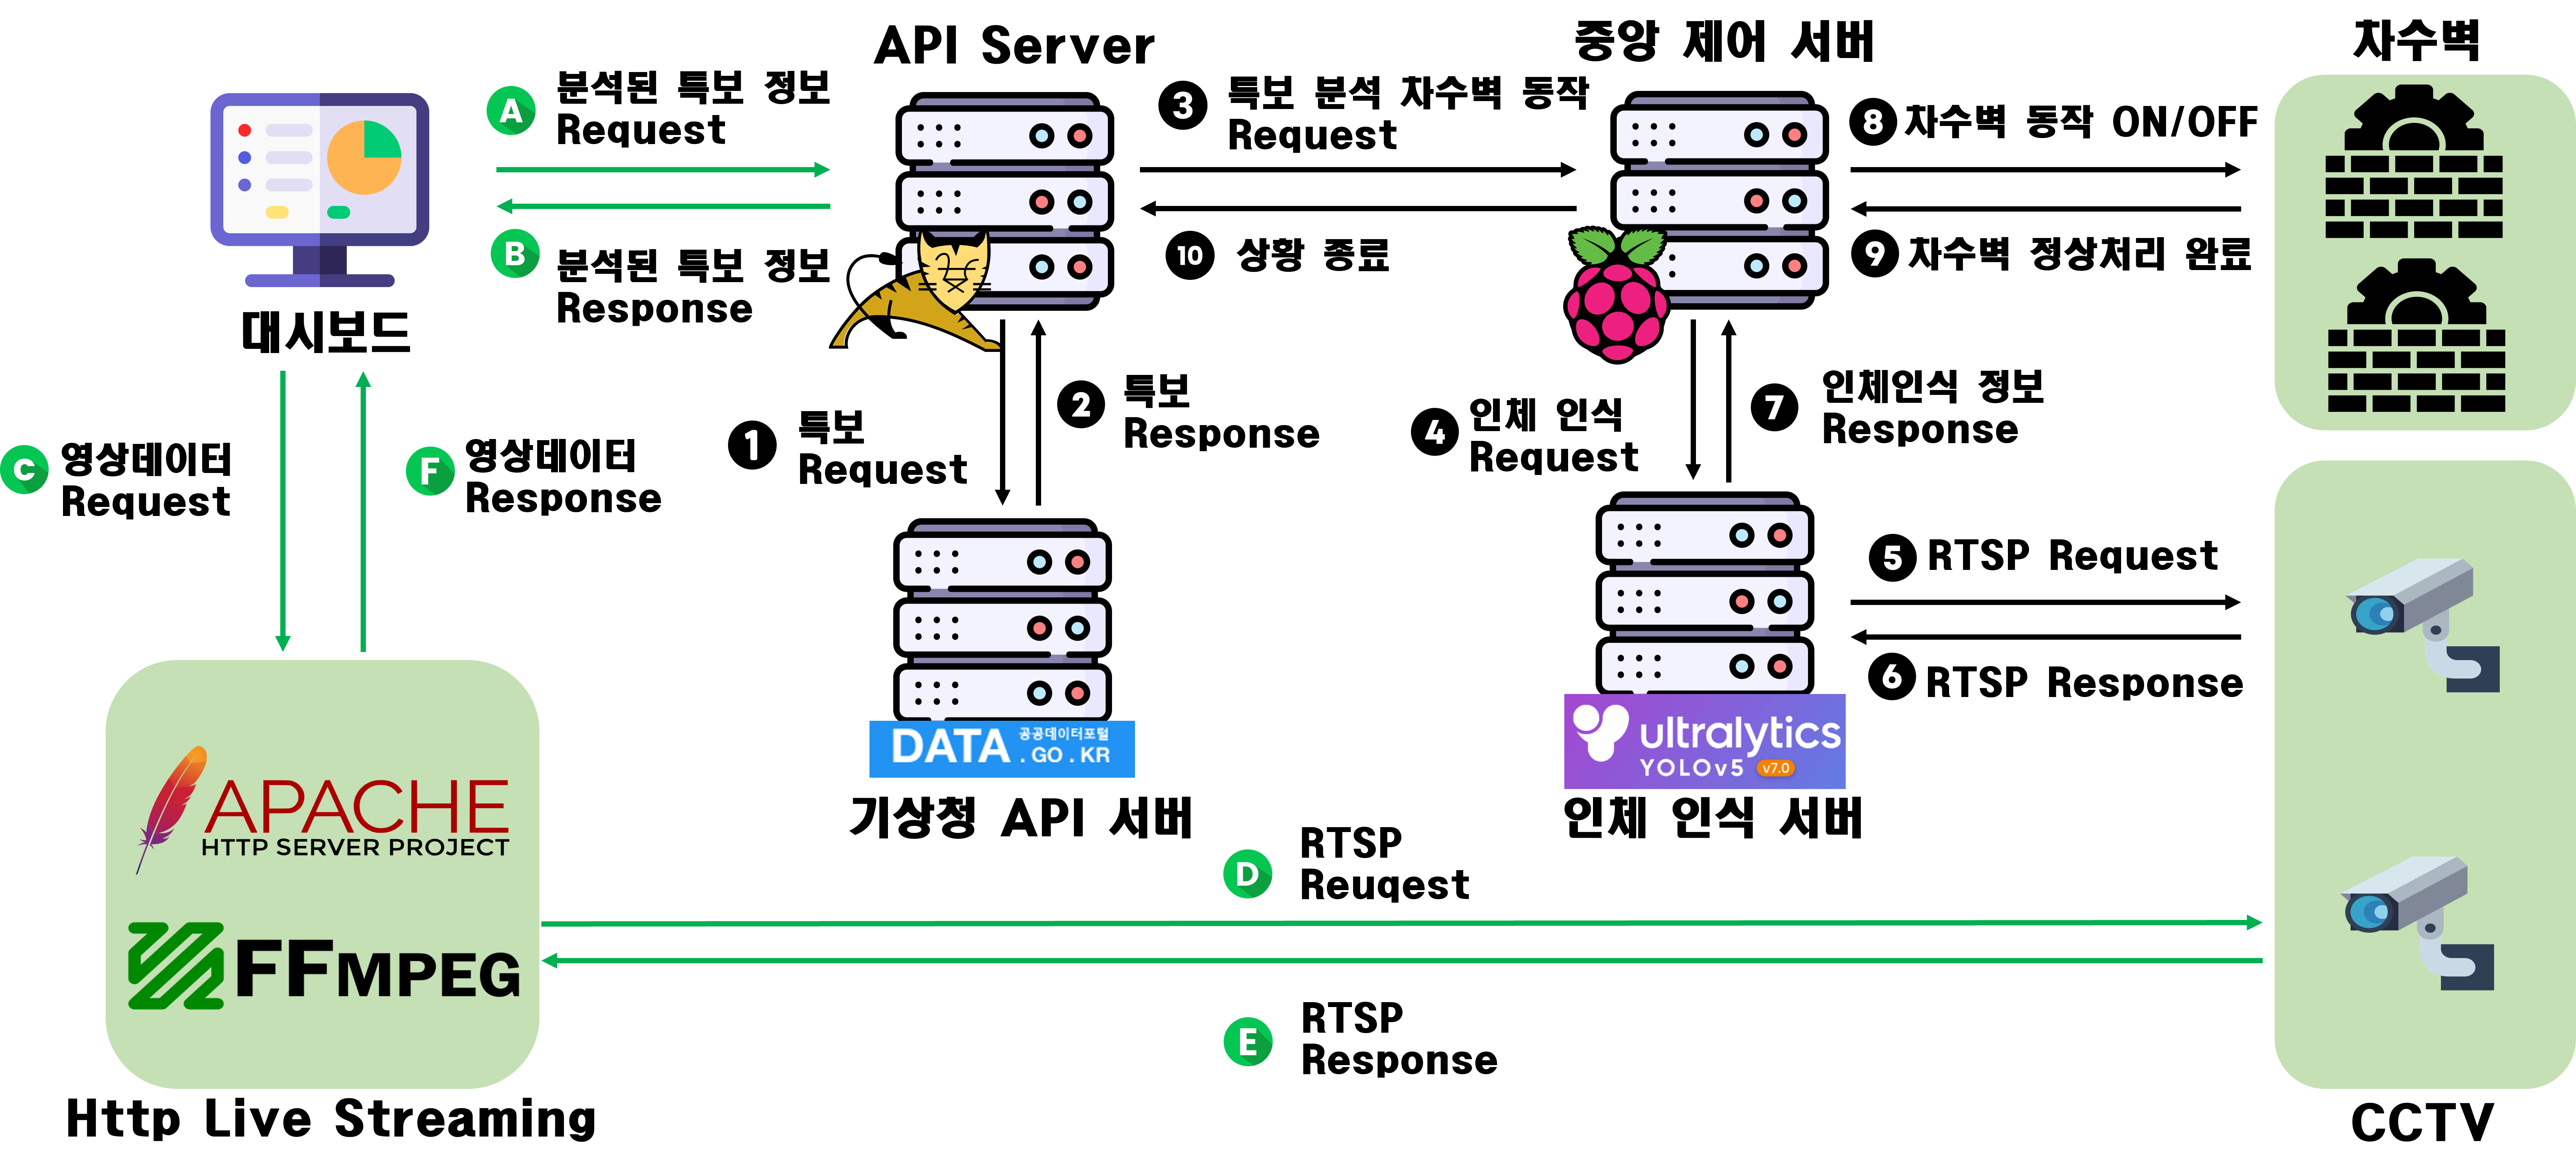 API Server
중앙 제어 서버
차수벽
A
분석된 특보 정보
Request
3
특보 분석 차수벽 동작
Request
8
차수벽 동작 ON/OFF
B
분석된 특보 정보
Response
10
상황 종료
9
차수벽 정상처리 완료
대시보드
1
특보
Request
2
특보
Response
4
인체 인식
Request
7
인체인식 정보
Response
C
영상데이터
Request
F
영상데이터
Response
5
RTSP Request
6
RTSP Response
DATA
공공데이터포털
.GO.KR
기상청 API 서버
ultralytics
YOLOv5
v7.0
인체 인식 서버
APACHE
HTTP SERVER PROJECT
FFMPEG
D
RTSP
Reuqest
E
RTSP
Response
Http Live Streaming
CCTV